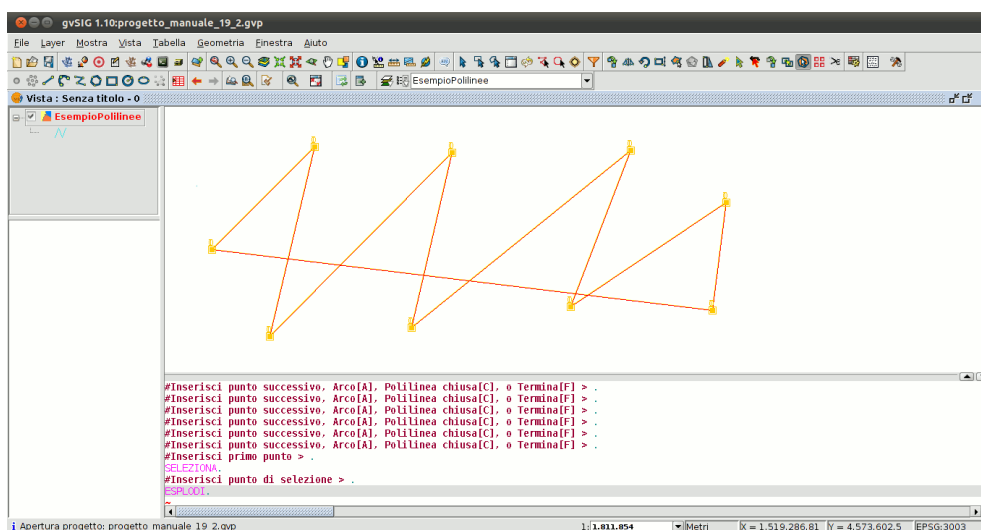 gvSIG 1.10:progetto_manuale_19_2.gvp
File Layer Mostra Vista Tabella Geometria Finestra Aiuto
EsempioPolilinee
Vista : Senza titolo - 0
EsempioPolilinee
#Inserisci punto successivo, Arco[A], Polilinea chiusa[C], o Termina[F] > .
#Inserisci punto successivo, Arco[A], Polilinea chiusa[C], o Termina[F] > .
#Inserisci punto successivo, Arco[A], Polilinea chiusa[C], o Termina[F] > .
#Inserisci punto successivo, Arco[A], Polilinea chiusa[C], o Termina[F] > .
#Inserisci punto successivo, Arco[A], Polilinea chiusa[C], o Termina[F] > .
#Inserisci punto successivo, Arco[A], Polilinea chiusa[C], o Termina[F] > .
#Inserisci primo punto > .
SELEZIONA.
#Inserisci punto di selezione > .
ESPLODI.
~
Apertura progetto: progetto_manuale_19_2.gvp 1: 1.811.854 Metri X = 1.519.286,81 Y = 4.573.602,5 EPSG:3003